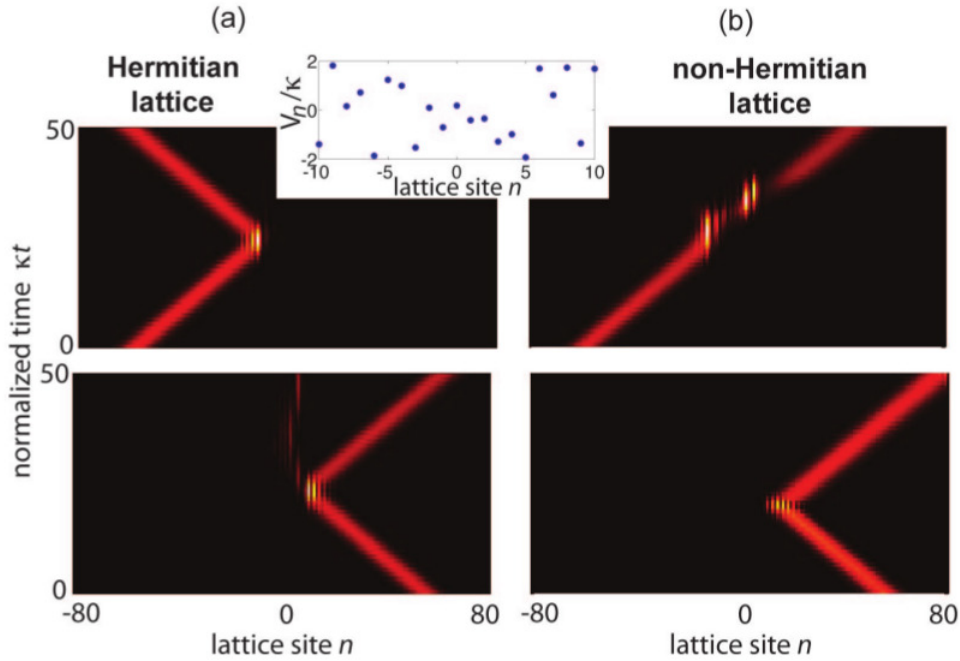 (a)
(b)
Hermitian
lattice
non-Hermitian
lattice
Vn/κ
2
0
-2
-10
-5
0
5
10
lattice site n
normalized time κt
50
0
50
0
-80
0
80
lattice site n
-80
0
80
lattice site n